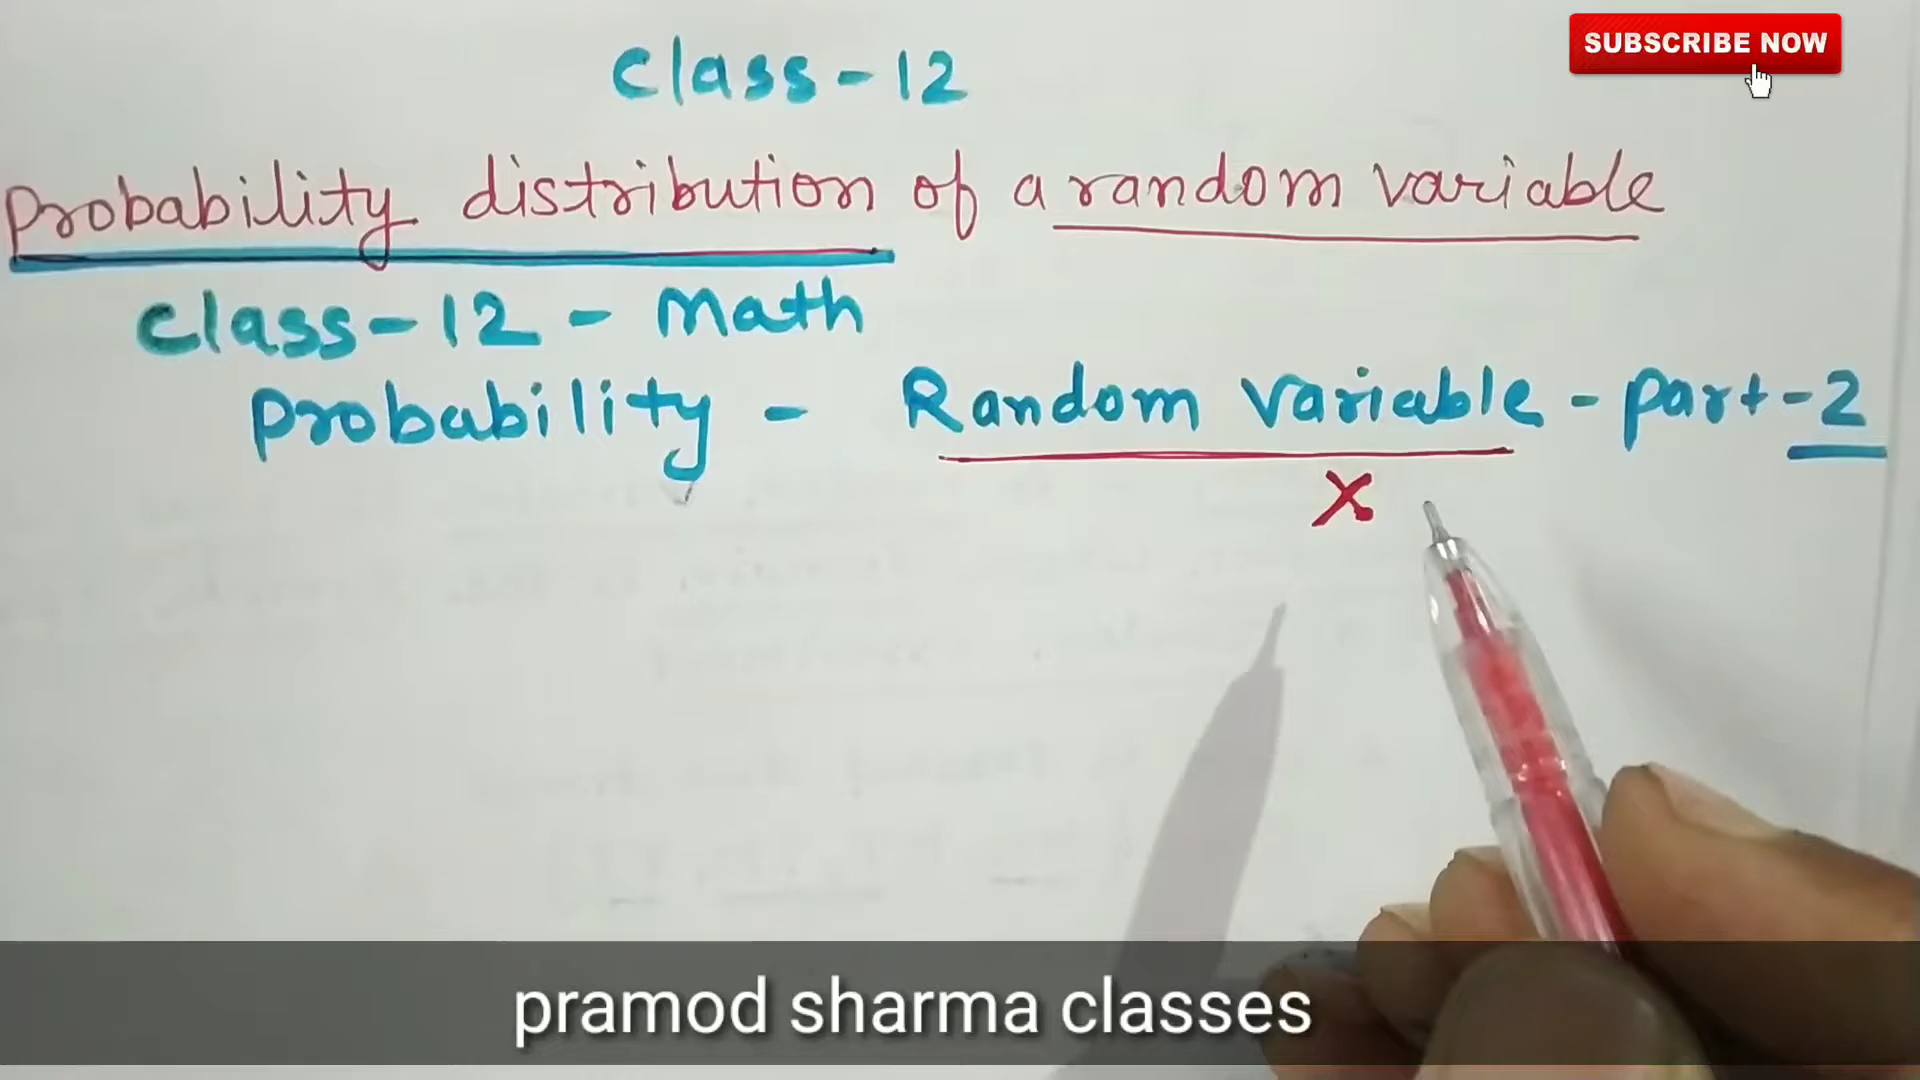 SUBSCRIBE NOW
Class-12
Probability distribution of a random variable
Class-12 - Math
Probability - Random variable - part-2
X
pramod sharma classes